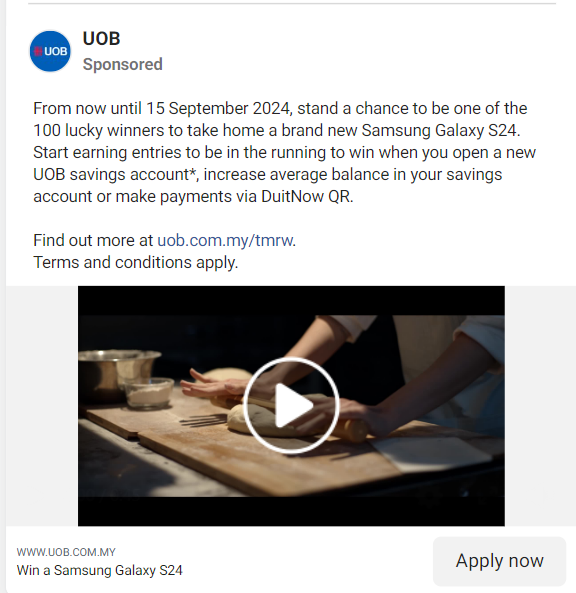 UOB
UOB
Sponsored
From now until 15 September 2024, stand a chance to be one of the
100 lucky winners to take home a brand new Samsung Galaxy S24.
Start earning entries to be in the running to win when you open a new
UOB savings account*, increase average balance in your savings
account or make payments via DuitNow QR.
Find out more at uob.com.my/tmrw.
Terms and conditions apply.
WWW.UOB.COM.MY
Win a Samsung Galaxy S24
Apply now